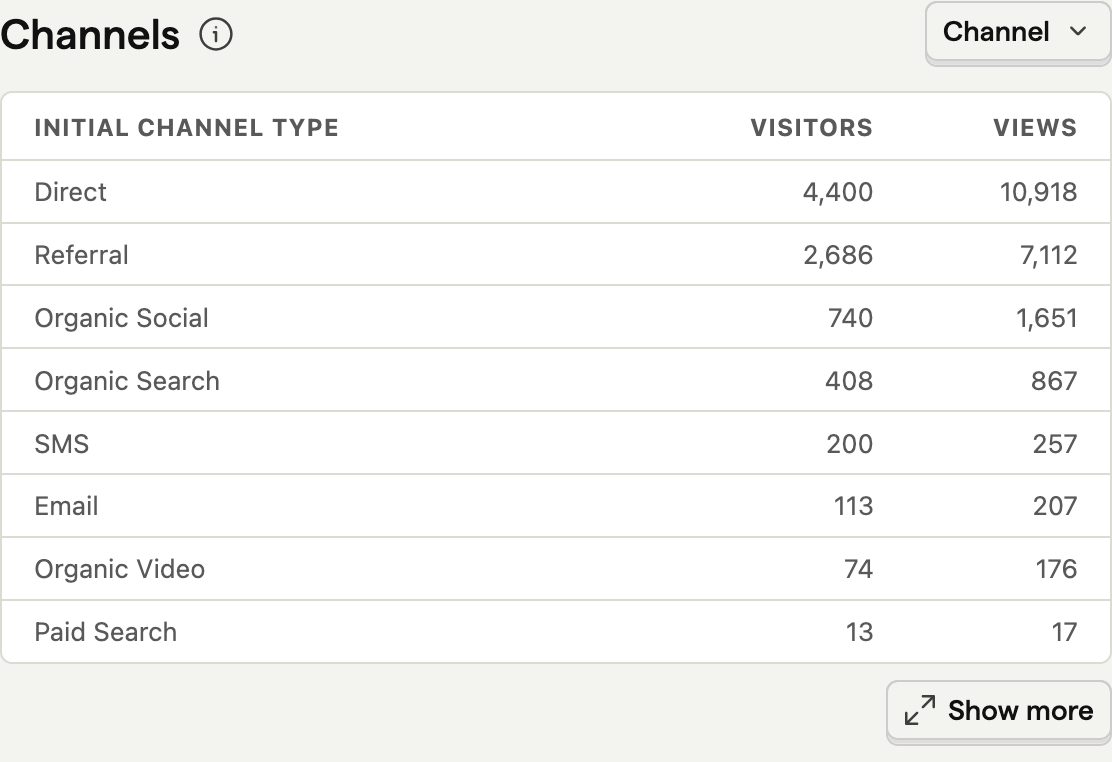 Channels
Channel
INITIAL CHANNEL TYPE VISITORS VIEWS
Direct 4,400 10,918
Referral 2,686 7,112
Organic Social 740 1,651
Organic Search 408 867
SMS 200 257
Email 113 207
Organic Video 74 176
Paid Search 13 17
Show more